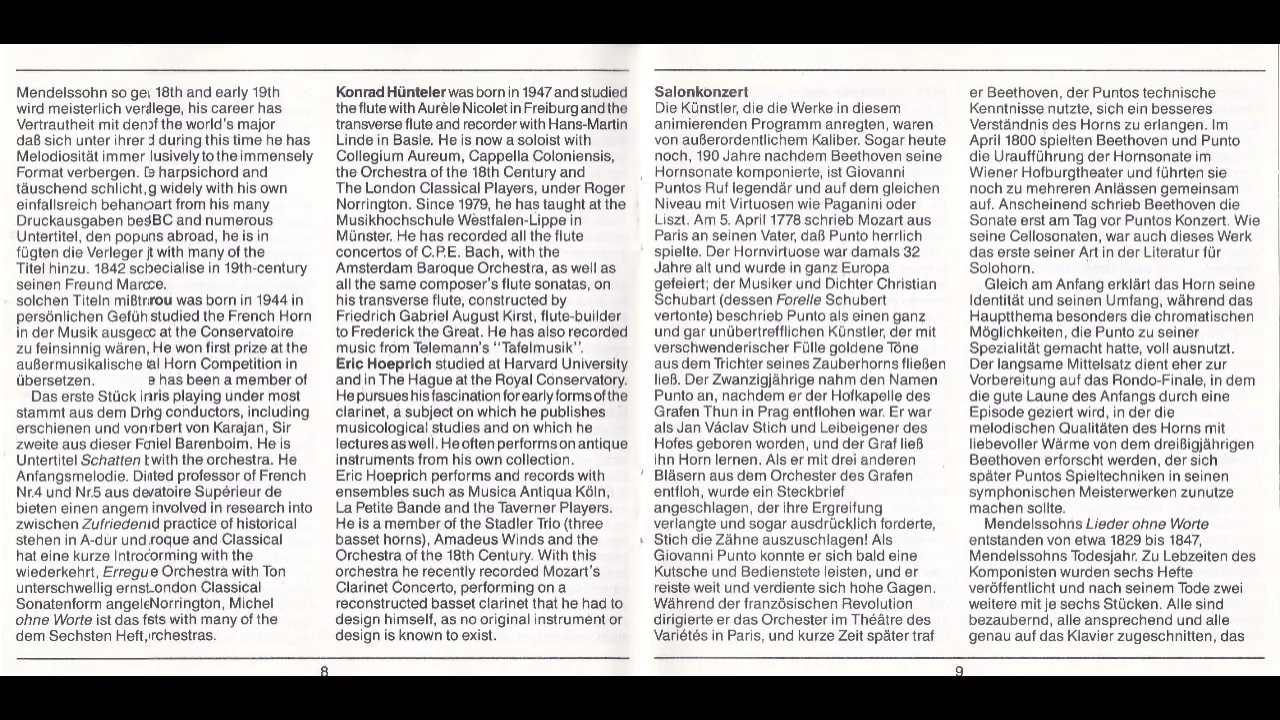 Mendelssohn so 18th and early 19th
wird meisterlich his career has
Vertrautheit mit the world's major
daß sich unter ihrer during this time he has
Melodiosität immer to the immensely
Format verbergen. harpsichord and
täuschend schlicht, widely with his own
einfallsreich from his many
Druckausgaben and numerous
Untertitel, den abroad, he is in
fügten die Verleger with many of the
Titel hinzu. 1842 in 19th-century
seinen Freund
solchen Titeln was born in 1944 in
persönlichen studied the French Horn
in der Musik at the Conservatoire
zu feinsinnig wären, He won first prize at the
außermusikalische Horn Competition in
übersetzen. has been a member of
Das erste Stück playing under most
stammt aus dem conductors, including
erschienen und von Karajan, Sir
zweite aus dieser Barenboim. He is
Untertitel Schatten with the orchestra. He
Anfangsmelodie. professor of French
Nr.4 und Nr.5 aus Supérieur de
bieten einen involved in research into
zwischen practice of historical
stehen in A-dur und and Classical
hat eine kurze with the
wiederkehrt, Orchestra with Ton
unterschwellig Classical
Sonatenform Norrington, Michel
ohne Worte ist das with many of the
dem Sechsten Heft,
8
Konrad Hünteler was born in 1947 and studied
the flute with Aurèle Nicolet in Freiburg and the
transverse flute and recorder with Hans-Martin
Linde in Basle. He is now a soloist with
Collegium Aureum, Cappella Coloniensis,
the Orchestra of the 18th Century and
The London Classical Players, under Roger
Norrington. Since 1979, he has taught at the
Musikhochschule Westfalen-Lippe in
Münster. He has recorded all the flute
concertos of C.P.E. Bach, with the
Amsterdam Baroque Orchestra, as well as
all the same composer's flute sonatas, on
his transverse flute, constructed by
Friedrich Gabriel August Kirst, flute-builder
to Frederick the Great. He has also recorded
music from Telemann's "Tafelmusik".
Eric Hoeprich studied at Harvard University
and in The Hague at the Royal Conservatory.
He pursues his fascination for early forms of the
clarinet, a subject on which he publishes
musicological studies and on which he
lectures as well. He often performs on antique
instruments from his own collection.
Eric Hoeprich performs and records with
ensembles such as Musica Antiqua Köln,
La Petite Bande and the Taverner Players.
He is a member of the Stadler Trio (three
basset horns), Amadeus Winds and the
Orchestra of the 18th Century. With this
orchestra he recently recorded Mozart's
Clarinet Concerto, performing on a
reconstructed basset clarinet that he had to
design himself, as no original instrument or
design is known to exist.
Salonkonzert
Die Künstler, die die Werke in diesem
animierenden Programm anregten, waren
von außerordentlichem Kaliber. Sogar heute
noch, 190 Jahre nachdem Beethoven seine
Hornsonate komponierte, ist Giovanni
Puntos Ruf legendär und auf dem gleichen
Niveau mit Virtuosen wie Paganini oder
Liszt. Am 5. April 1778 schrieb Mozart aus
Paris an seinen Vater, daß Punto herrlich
spielte. Der Hornvirtuose war damals 32
Jahre alt und wurde in ganz Europa
gefeiert; der Musiker und Dichter Christian
Schubart (dessen Forelle Schubert
vertonte) beschrieb Punto als einen ganz
und gar unübertrefflichen Künstler, der mit
verschwenderischer Fülle goldene Töne
aus dem Trichter seines Zauberhorns fließen
ließ. Der Zwanzigjährige nahm den Namen
Punto an, nachdem er der Hofkapelle des
Grafen Thun in Prag entflohen war. Er war
als Jan Václav Stich und Leibeigener des
Hofes geboren worden, und der Graf ließ
ihn Horn lernen. Als er mit drei anderen
Bläsern aus dem Orchester des Grafen
entfloh, wurde ein Steckbrief
angeschlagen, der ihre Ergreifung
verlangte und sogar ausdrücklich forderte,
Stich die Zähne auszuschlagen! Als
Giovanni Punto konnte er sich bald eine
Kutsche und Bedienstete leisten, und er
reiste weit und verdiente sich hohe Gagen.
Während der französischen Revolution
dirigierte er das Orchester im Théâtre des
Variétés in Paris, und kurze Zeit später traf
er Beethoven, der Puntos technische
Kenntnisse nutzte, sich ein besseres
Verständnis des Horns zu erlangen. Im
April 1800 spielten Beethoven und Punto
die Uraufführung der Hornsonate im
Wiener Hofburgtheater und führten sie
noch zu mehreren Anlässen gemeinsam
auf. Anscheinend schrieb Beethoven die
Sonate erst am Tag vor Puntos Konzert. Wie
seine Cellosonaten, war auch dieses Werk
das erste seiner Art in der Literatur für
Solohorn.
Gleich am Anfang erklärt das Horn seine
Identität und seinen Umfang, während das
Hauptthema besonders die chromatischen
Möglichkeiten, die Punto zu seiner
Spezialität gemacht hatte, voll ausnutzt.
Der langsame Mittelsatz dient eher zur
Vorbereitung auf das Rondo-Finale, in dem
die gute Laune des Anfangs durch eine
Episode geziert wird, in der die
melodischen Qualitäten des Horns mit
liebevoller Wärme von dem dreißigjährigen
Beethoven erforscht werden, der sich
später Puntos Spieltechniken in seinen
symphonischen Meisterwerken zunutze
machen sollte.
Mendelssohns Lieder ohne Worte
entstanden von etwa 1829 bis 1847,
Mendelssohns Todesjahr. Zu Lebzeiten des
Komponisten wurden sechs Hefte
veröffentlicht und nach seinem Tode zwei
weitere mit je sechs Stücken. Alle sind
bezaubernd, alle ansprechend und alle
genau auf das Klavier zugeschnitten, das
9